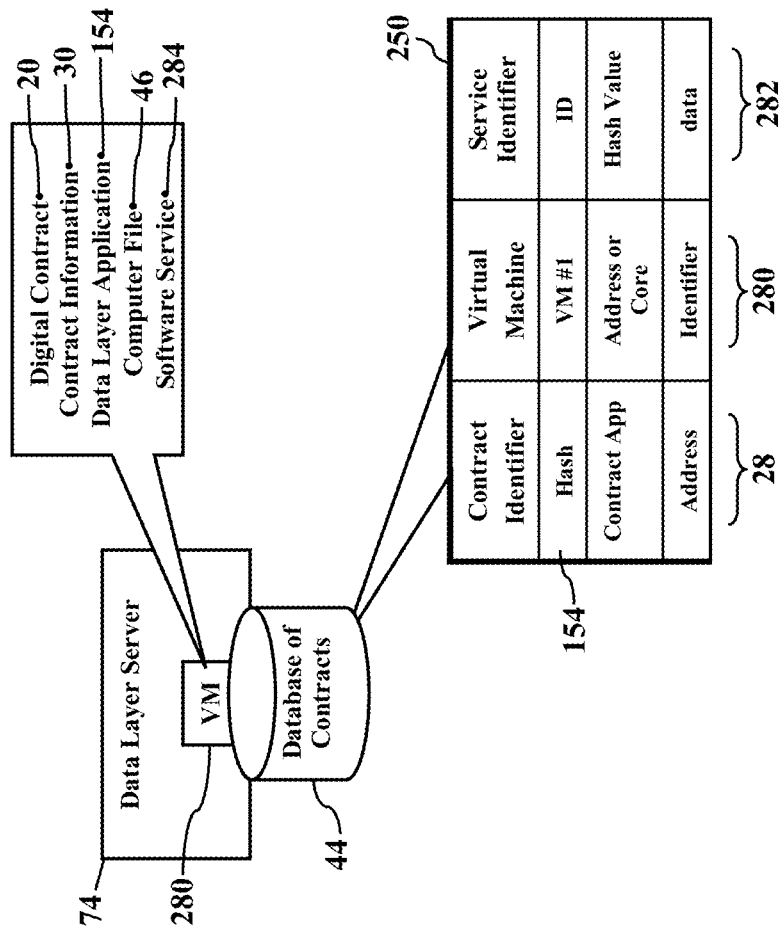 74
Data Layer Server
280
VM
Database of
Contracts
44
Digital Contract
20
Contract Information
30
Data Layer Application
154
Computer File
46
Software Service
284
250
Contract
Identifier
Virtual
Machine
Service
Identifier
154
Hash
VM #1
ID
Contract App
Address or
Core
Hash Value
Address
Identifier
data
28
280
282